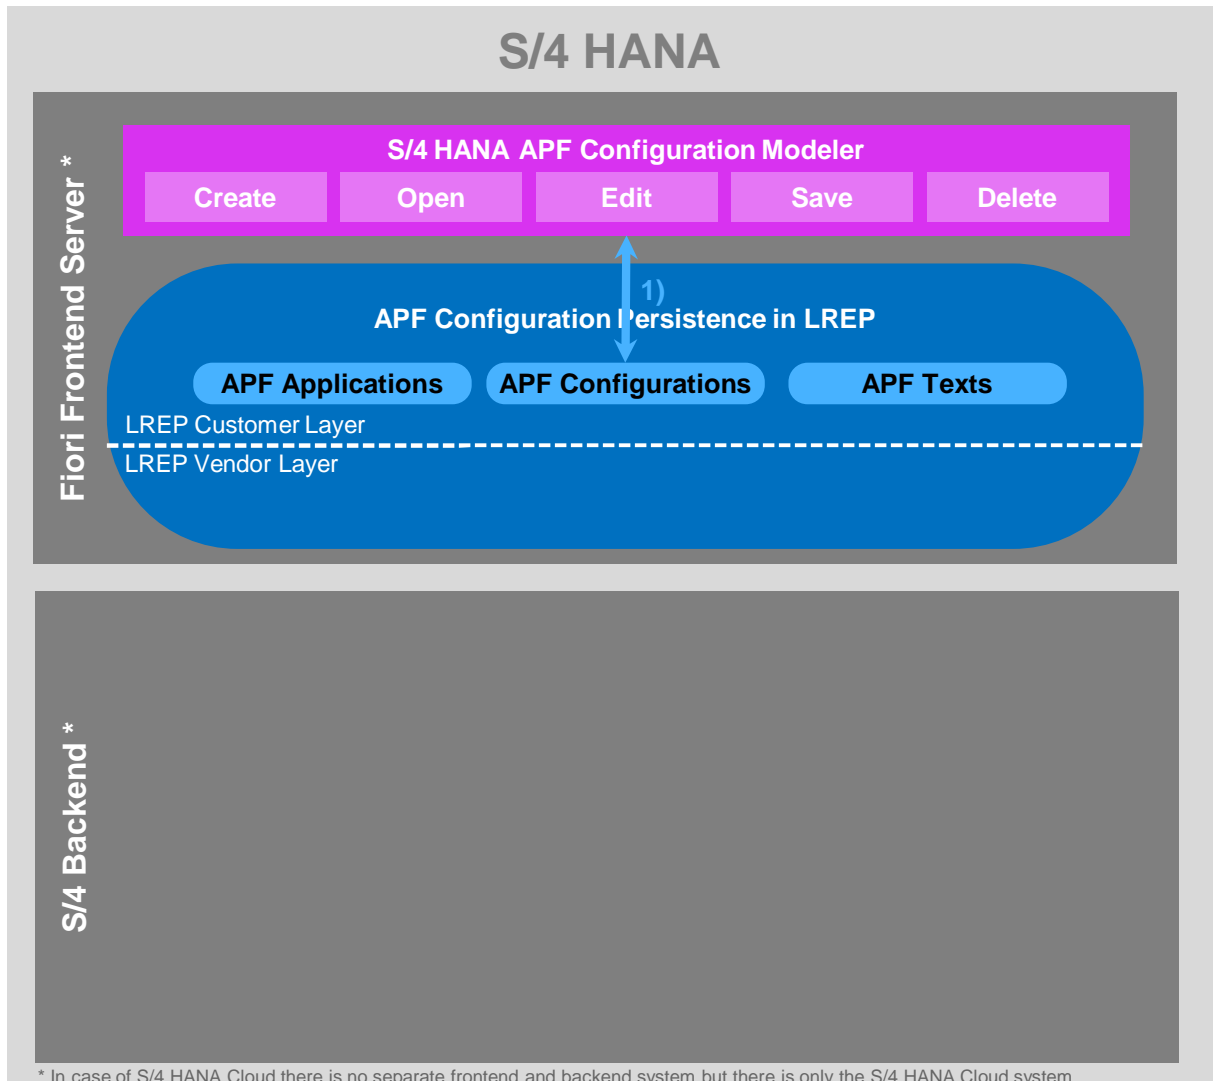 S/4 HANA
Fiori Frontend Server *
S/4 HANA APF Configuration Modeler
Create Open Edit Save Delete
1)
APF Configuration Persistence in LREP
APF Applications APF Configurations APF Texts
LREP Customer Layer
LREP Vendor Layer
S/4 Backend *
* In case of S/4 HANA Cloud there is no separate frontend and backend system but there is only the S/4 HANA Cloud system